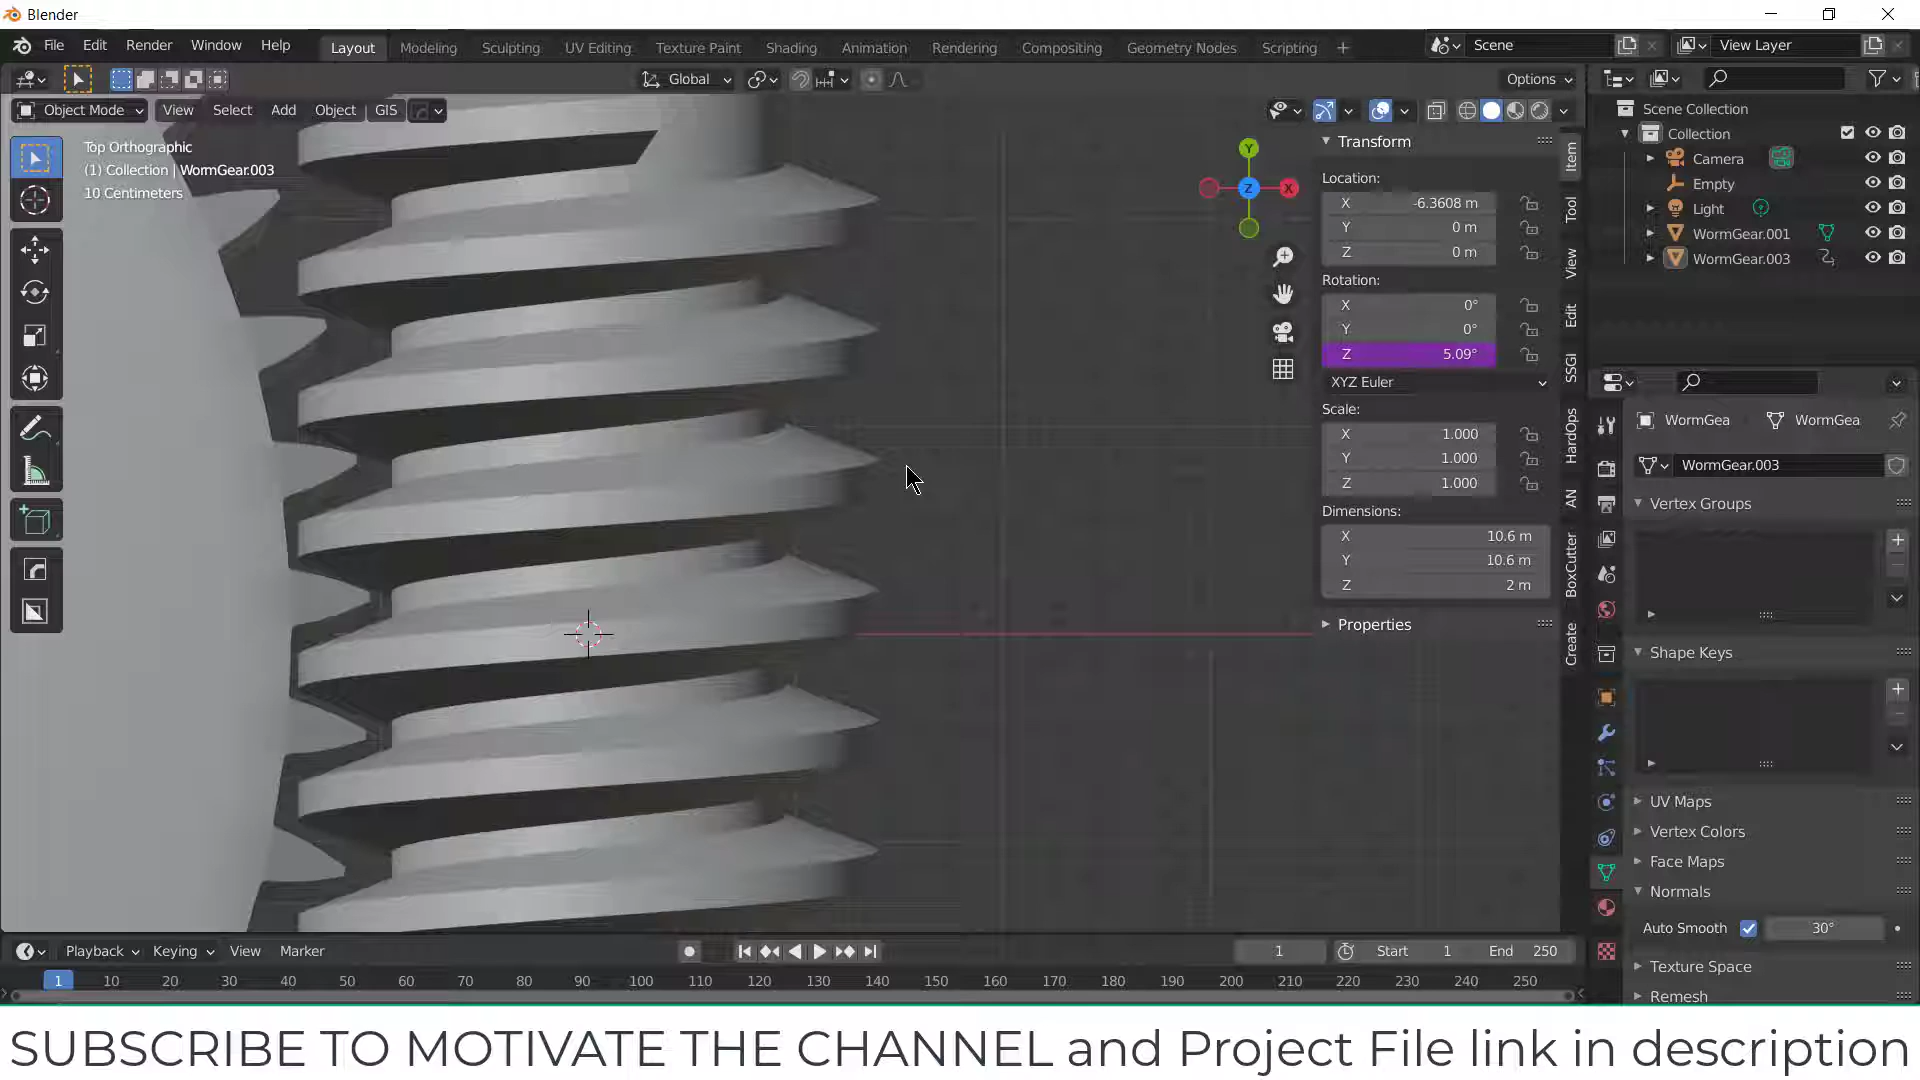 Blender
File Edit Render Window Help Layout Modeling Sculpting UV Editing Texture Paint Shading Animation Rendering Compositing Geometry Nodes Scripting + Scene View Layer
Global Options
Object Mode View Select Add Object GIS
Top Orthographic
(1) Collection | WormGear.003
10 Centimeters
Y
Z
X
Transform
Location:
X -6.3608 m
Y 0 m
Z 0 m
Rotation:
X 0°
Y 0°
Z 5.09°
XYZ Euler
Scale:
X 1.000
Y 1.000
Z 1.000
Dimensions:
X 10.6 m
Y 10.6 m
Z 2 m
Properties
Item
Tool
View
Edit
SSGI
HardOps
AN
BoxCutter
Create
Scene Collection
Collection
Camera
Empty
Light
WormGear.001
WormGear.003
WormGea WormGea
WormGear.003
Vertex Groups
Shape Keys
UV Maps
Vertex Colors
Face Maps
Normals
Auto Smooth 30°
Texture Space
Remesh
Playback Keying View Marker 1 Start 1 End 250
1 10 20 30 40 50 60 70 80 90 100 110 120 130 140 150 160 170 180 190 200 210 220 230 240 250
SUBSCRIBE TO MOTIVATE THE CHANNEL and Project File link in description